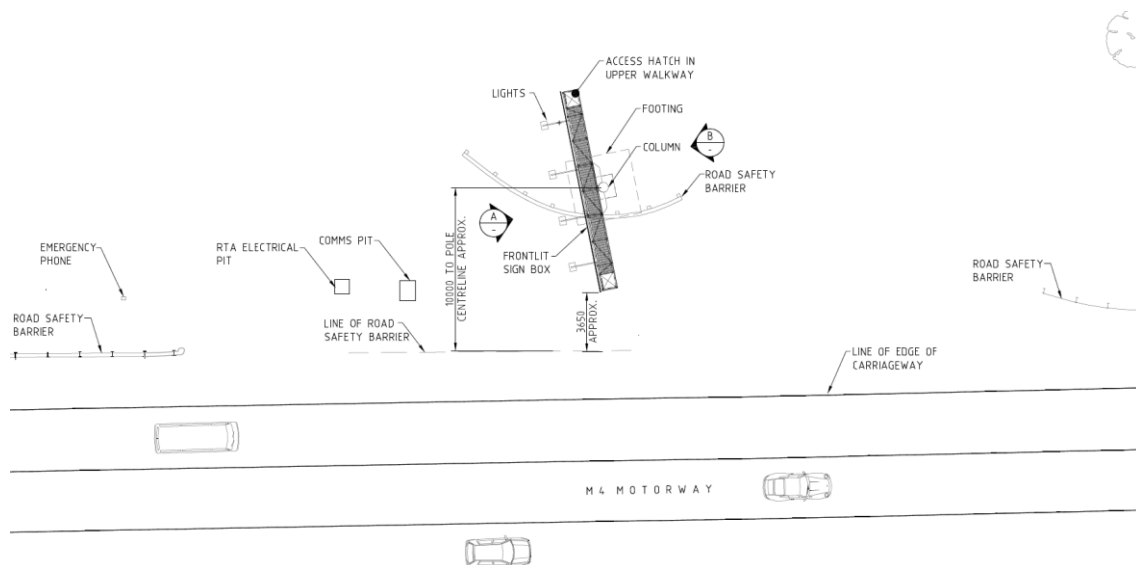 ACCESS HATCH IN
UPPER WALKWAY
LIGHTS
FOOTING
B
-
COLUMN
ROAD SAFETY
BARRIER
A
-
10000 TO POLE
CENTRELINE APPROX.
FRONTLIT
SIGN BOX
EMERGENCY
PHONE
RTA ELECTRICAL
PIT
COMMS PIT
ROAD SAFETY
BARRIER
ROAD SAFETY
BARRIER
LINE OF ROAD
SAFETY BARRIER
3650
APPROX.
LINE OF EDGE OF
CARRIAGEWAY
M4 MOTORWAY